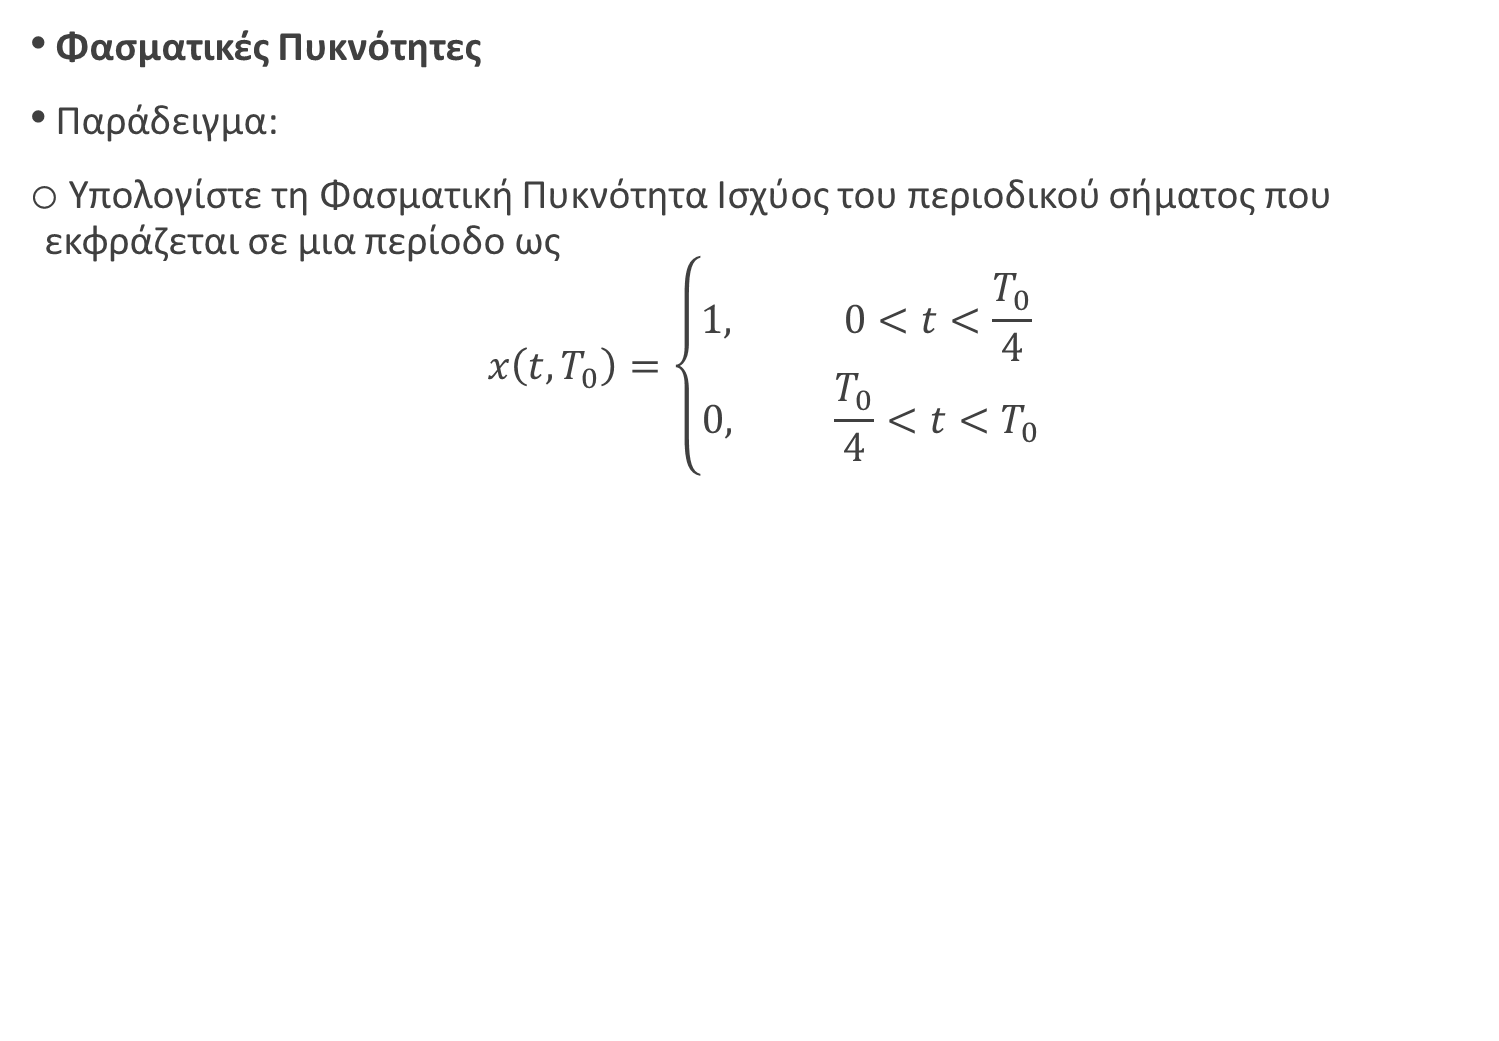 • Φασματικές Πυκνότητες
• Παράδειγμα:
○ Υπολογίστε τη Φασματική Πυκνότητα Ισχύος του περιοδικού σήματος που
εκφράζεται σε μια περίοδο ως
x(t, T₀) = { 1, 0 < t < T₀/4
0, T₀/4 < t < T₀